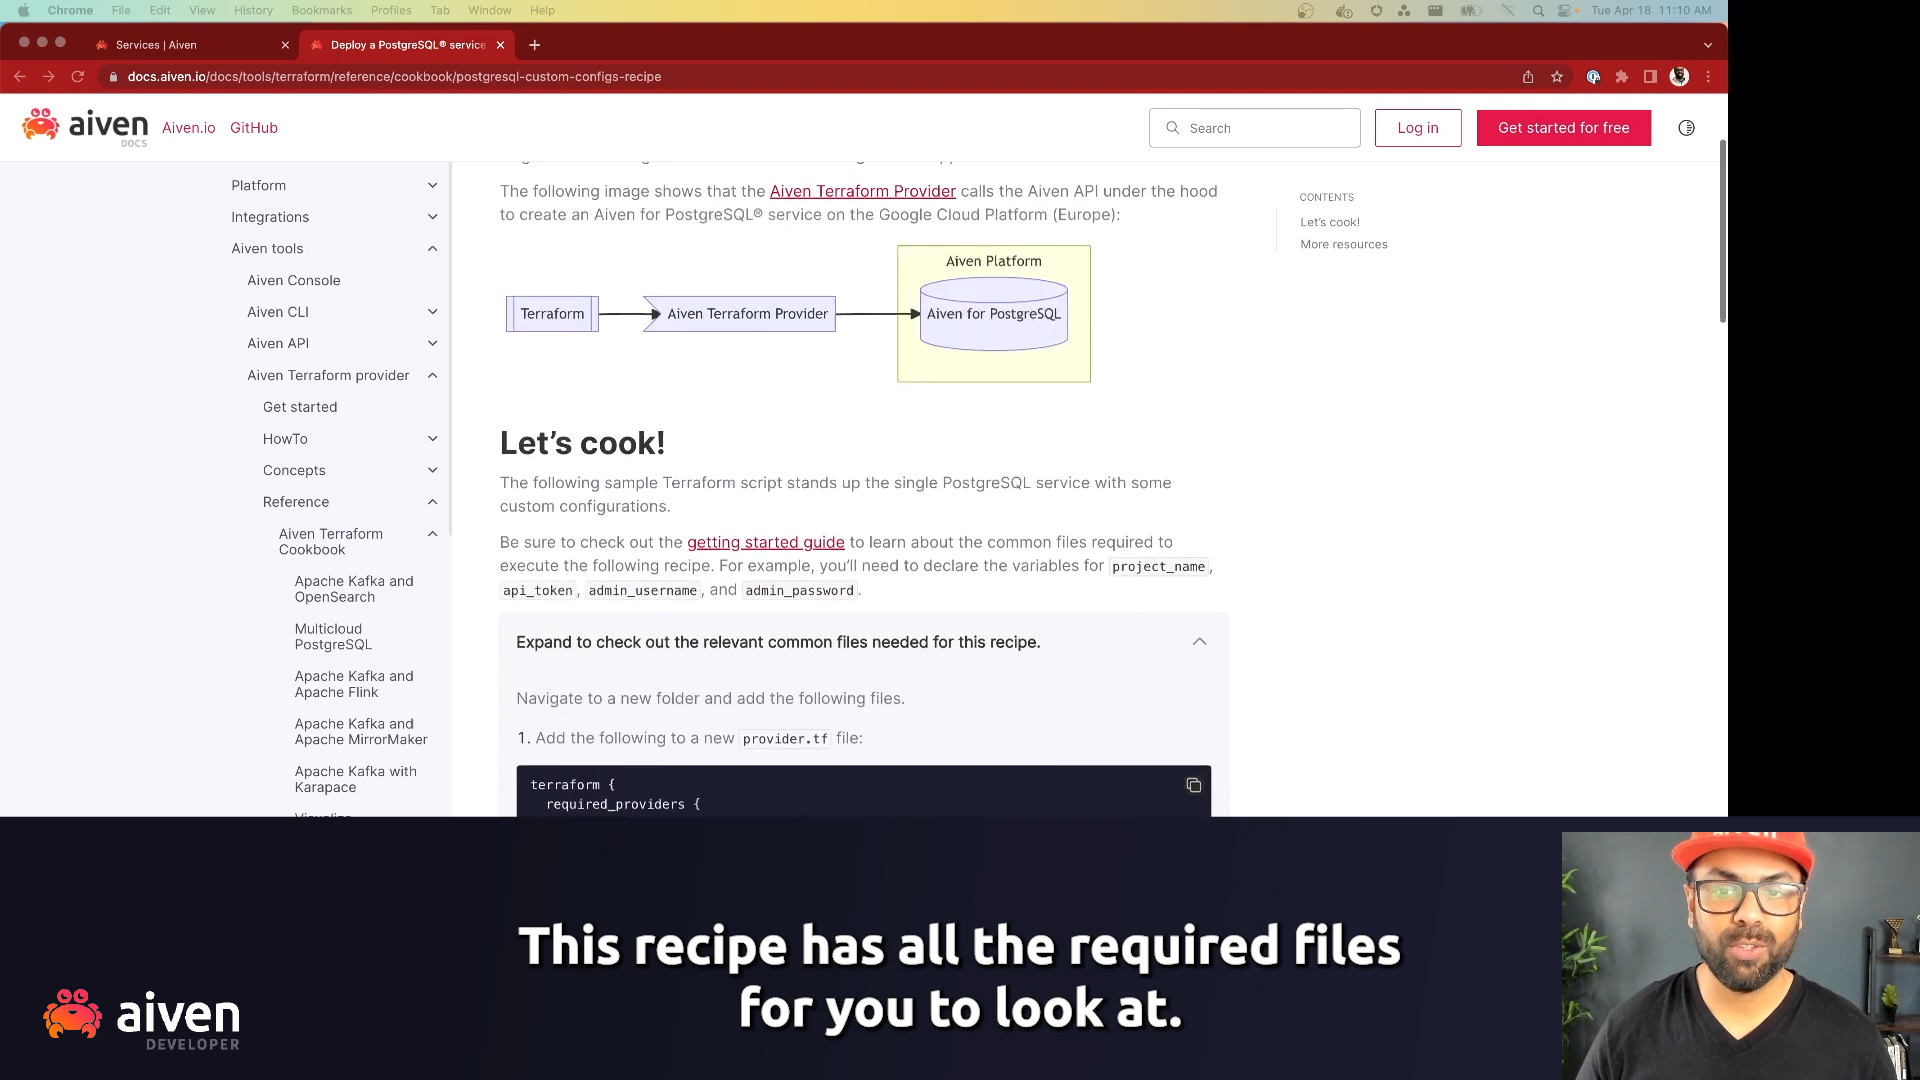 Chrome File Edit View History Bookmarks Profiles Tab Window Help Tue Apr 18 11:10 AM
Services | Aiven
Deploy a PostgreSQL® service
docs.aiven.io/docs/tools/terraform/reference/cookbook/postgresql-custom-configs-recipe
aiven
DOCS
Aiven.io GitHub
Search
Log in
Get started for free
Platform
Integrations
Aiven tools
Aiven Console
Aiven CLI
Aiven API
Aiven Terraform provider
Get started
HowTo
Concepts
Reference
Aiven Terraform
Cookbook
Apache Kafka and
OpenSearch
Multicloud
PostgreSQL
Apache Kafka and
Apache Flink
Apache Kafka and
Apache MirrorMaker
Apache Kafka with
Karapace
The following image shows that the Aiven Terraform Provider calls the Aiven API under the hood
to create an Aiven for PostgreSQL® service on the Google Cloud Platform (Europe):
Aiven Platform
Terraform
Aiven Terraform Provider
Aiven for PostgreSQL
Let's cook!
The following sample Terraform script stands up the single PostgreSQL service with some
custom configurations.
Be sure to check out the getting started guide to learn about the common files required to
execute the following recipe. For example, you'll need to declare the variables for project_name,
api_token, admin_username, and admin_password.
Expand to check out the relevant common files needed for this recipe.
Navigate to a new folder and add the following files.
1. Add the following to a new provider.tf file:
terraform {
required_providers {
CONTENTS
Let's cook!
More resources
This recipe has all the required files
for you to look at.
aiven
DEVELOPER